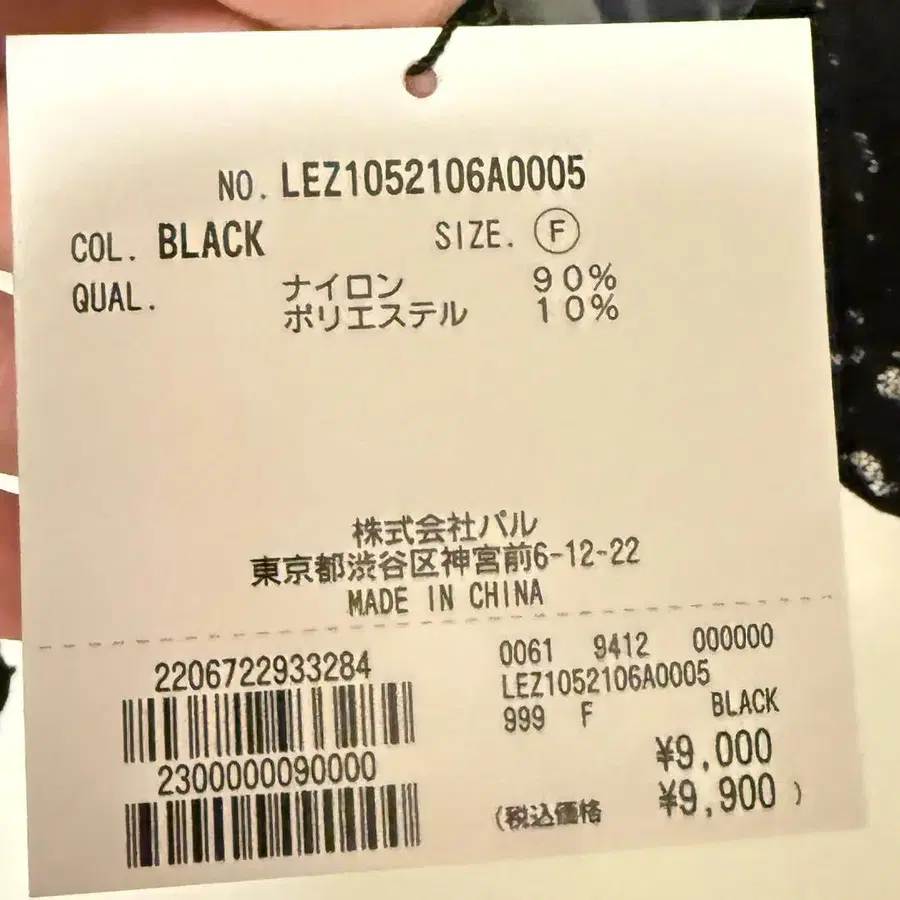 NO. LEZ1052106A0005
COL. BLACK SIZE. F
QUAL. ナイロン 90%
ポリエステル 10%
株式会社パル
東京都渋谷区神宮前6-12-22
MADE IN CHINA
2206722933284
2300000090000
0061 9412 000000
LEZ1052106A0005
999 F BLACK
¥9,000
(税込価格 ¥9,900 )